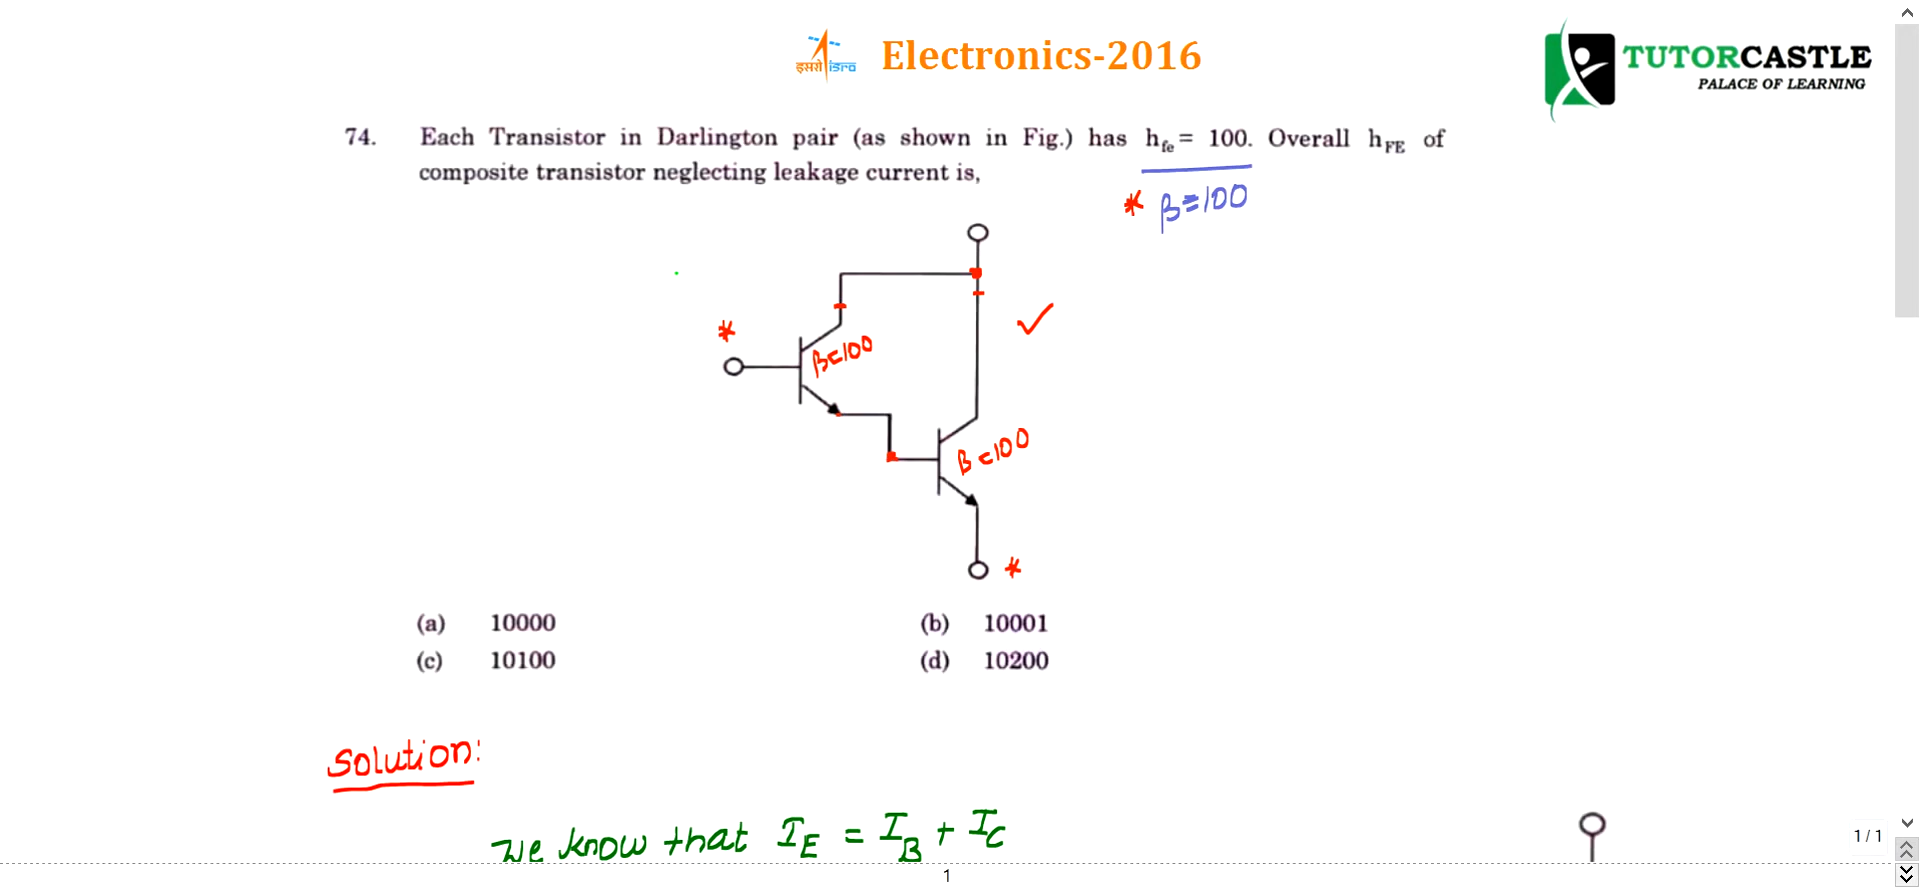 इसरो isro Electronics-2016
TUTORCASTLE
PALACE OF LEARNING
74. Each Transistor in Darlington pair (as shown in Fig.) has hfe = 100. Overall hFE of
composite transistor neglecting leakage current is,
* β=100
*
β=100
β=100
*
(a) 10000 (b) 10001
(c) 10100 (d) 10200
Solution:
We know that IE = IB + IC
1 / 1
1